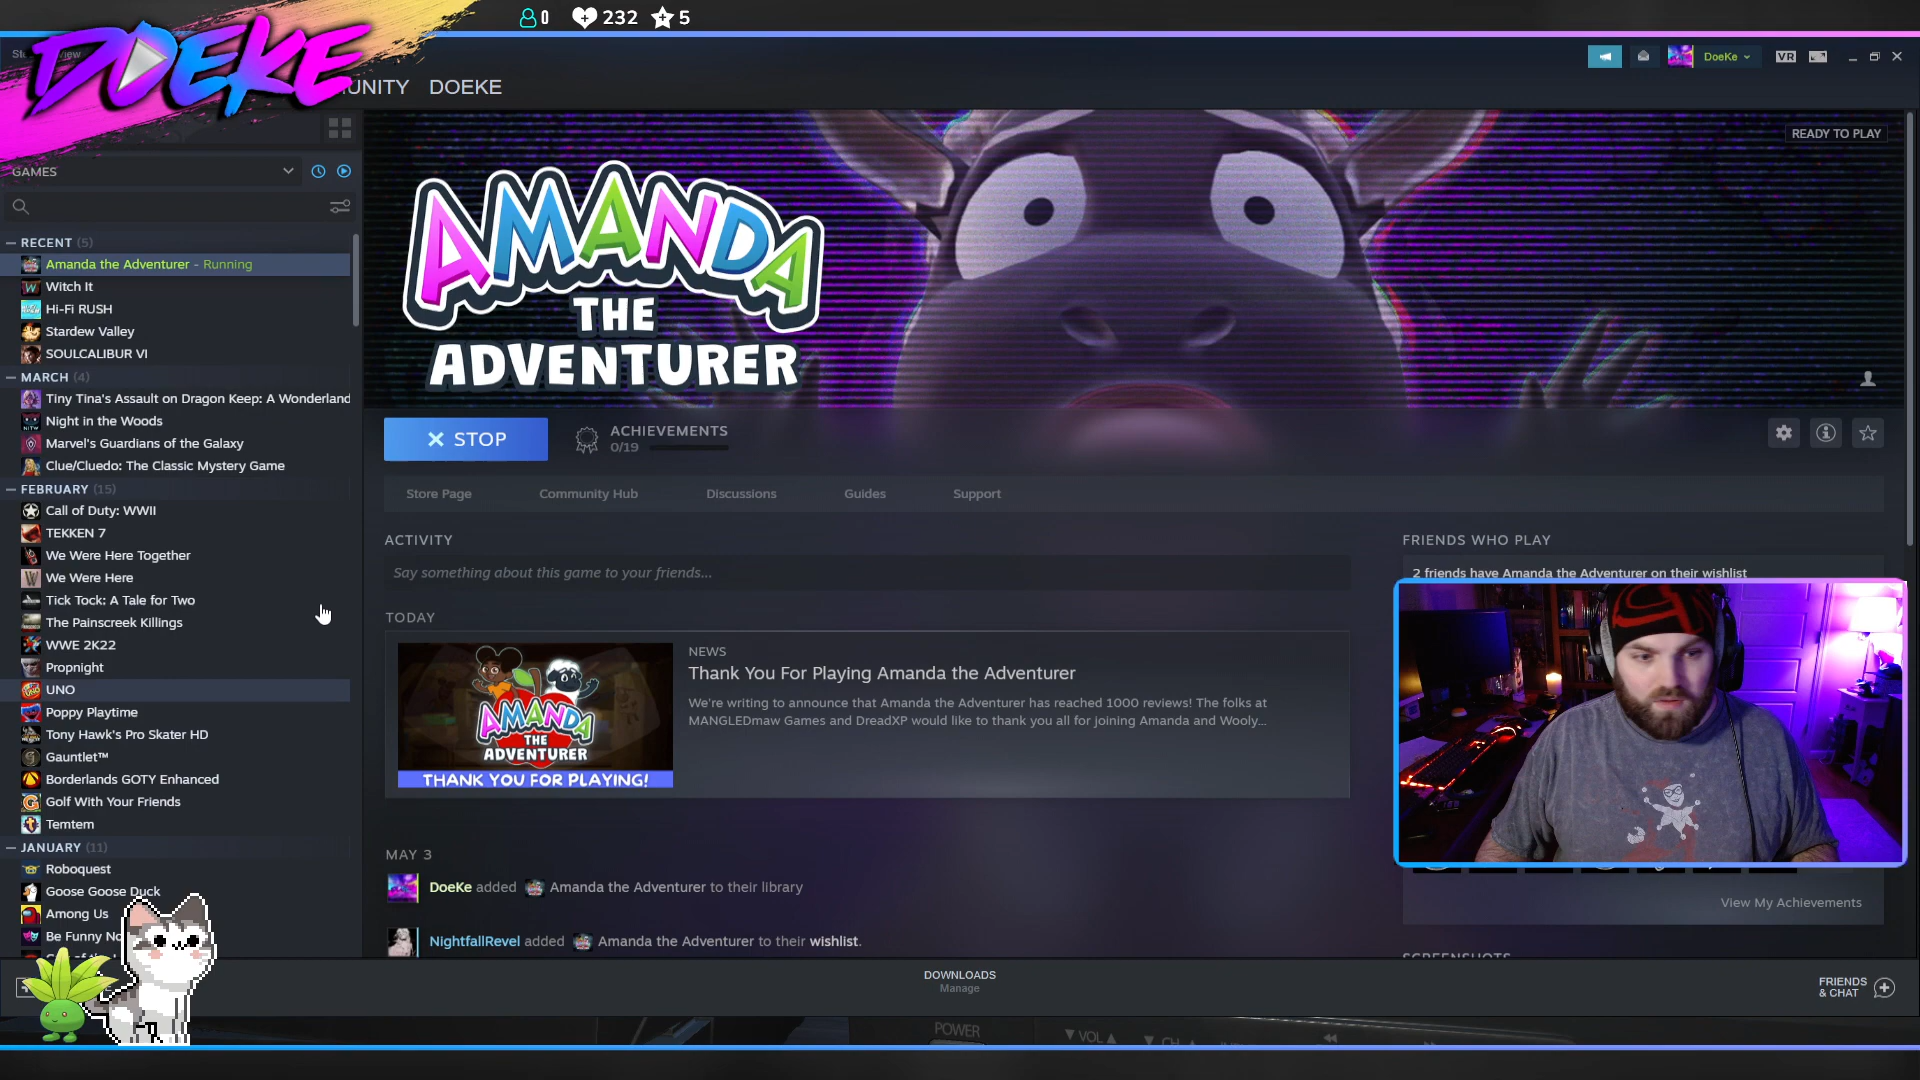 0 232 5
DOEKE
View
UNITY DOEKE
DoeKe
VR
GAMES
READY TO PLAY
AMANDA
THE
ADVENTURER
RECENT (5)
Amanda the Adventurer - Running
Witch It
Hi-Fi RUSH
Stardew Valley
SOULCALIBUR VI
MARCH (4)
Tiny Tina's Assault on Dragon Keep: A Wonderland
Night in the Woods
Marvel's Guardians of the Galaxy
Clue/Cluedo: The Classic Mystery Game
FEBRUARY (15)
Call of Duty: WWII
TEKKEN 7
We Were Here Together
We Were Here
Tick Tock: A Tale for Two
The Painscreek Killings
WWE 2K22
Propnight
UNO
Poppy Playtime
Tony Hawk's Pro Skater HD
Gauntlet™
Borderlands GOTY Enhanced
Golf With Your Friends
Temtem
JANUARY (11)
Roboquest
Goose Goose Duck
Among Us
Be Funny No
STOP
ACHIEVEMENTS
0/19
Store Page Community Hub Discussions Guides Support
ACTIVITY
Say something about this game to your friends...
TODAY
AMANDA
THE
ADVENTURER
THANK YOU FOR PLAYING!
NEWS
Thank You For Playing Amanda the Adventurer
We're writing to announce that Amanda the Adventurer has reached 1000 reviews! The folks at
MANGLEDmaw Games and DreadXP would like to thank you all for joining Amanda and Wooly...
MAY 3
DoeKe added Amanda the Adventurer to their library
NightfallRevel added Amanda the Adventurer to their wishlist.
FRIENDS WHO PLAY
2 friends have Amanda the Adventurer on their wishlist
View My Achievements
SCREENSHOTS
DOWNLOADS
Manage
FRIENDS
& CHAT
POWER
VOL
CH